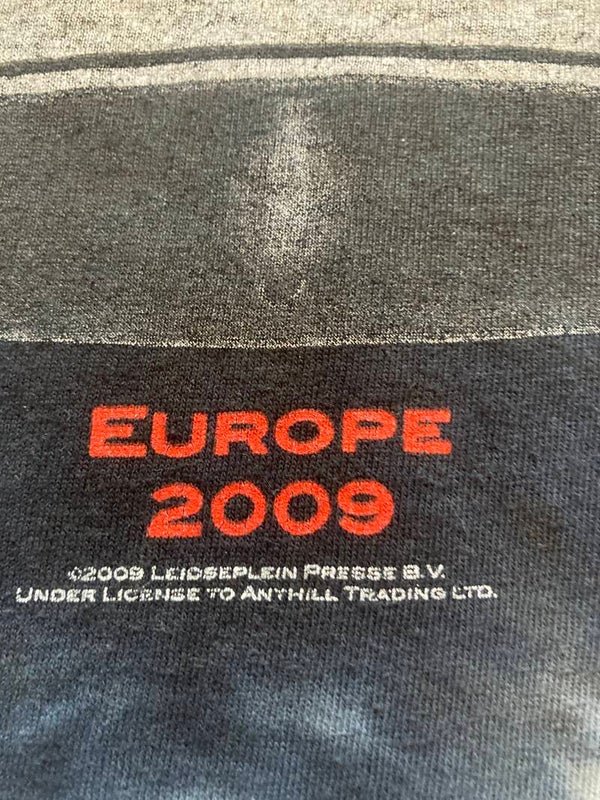 EUROPE
2009
©2009 LEIDSEPLEIN PRESSE B.V.
UNDER LICENSE TO ANTHILL TRADING LTD.